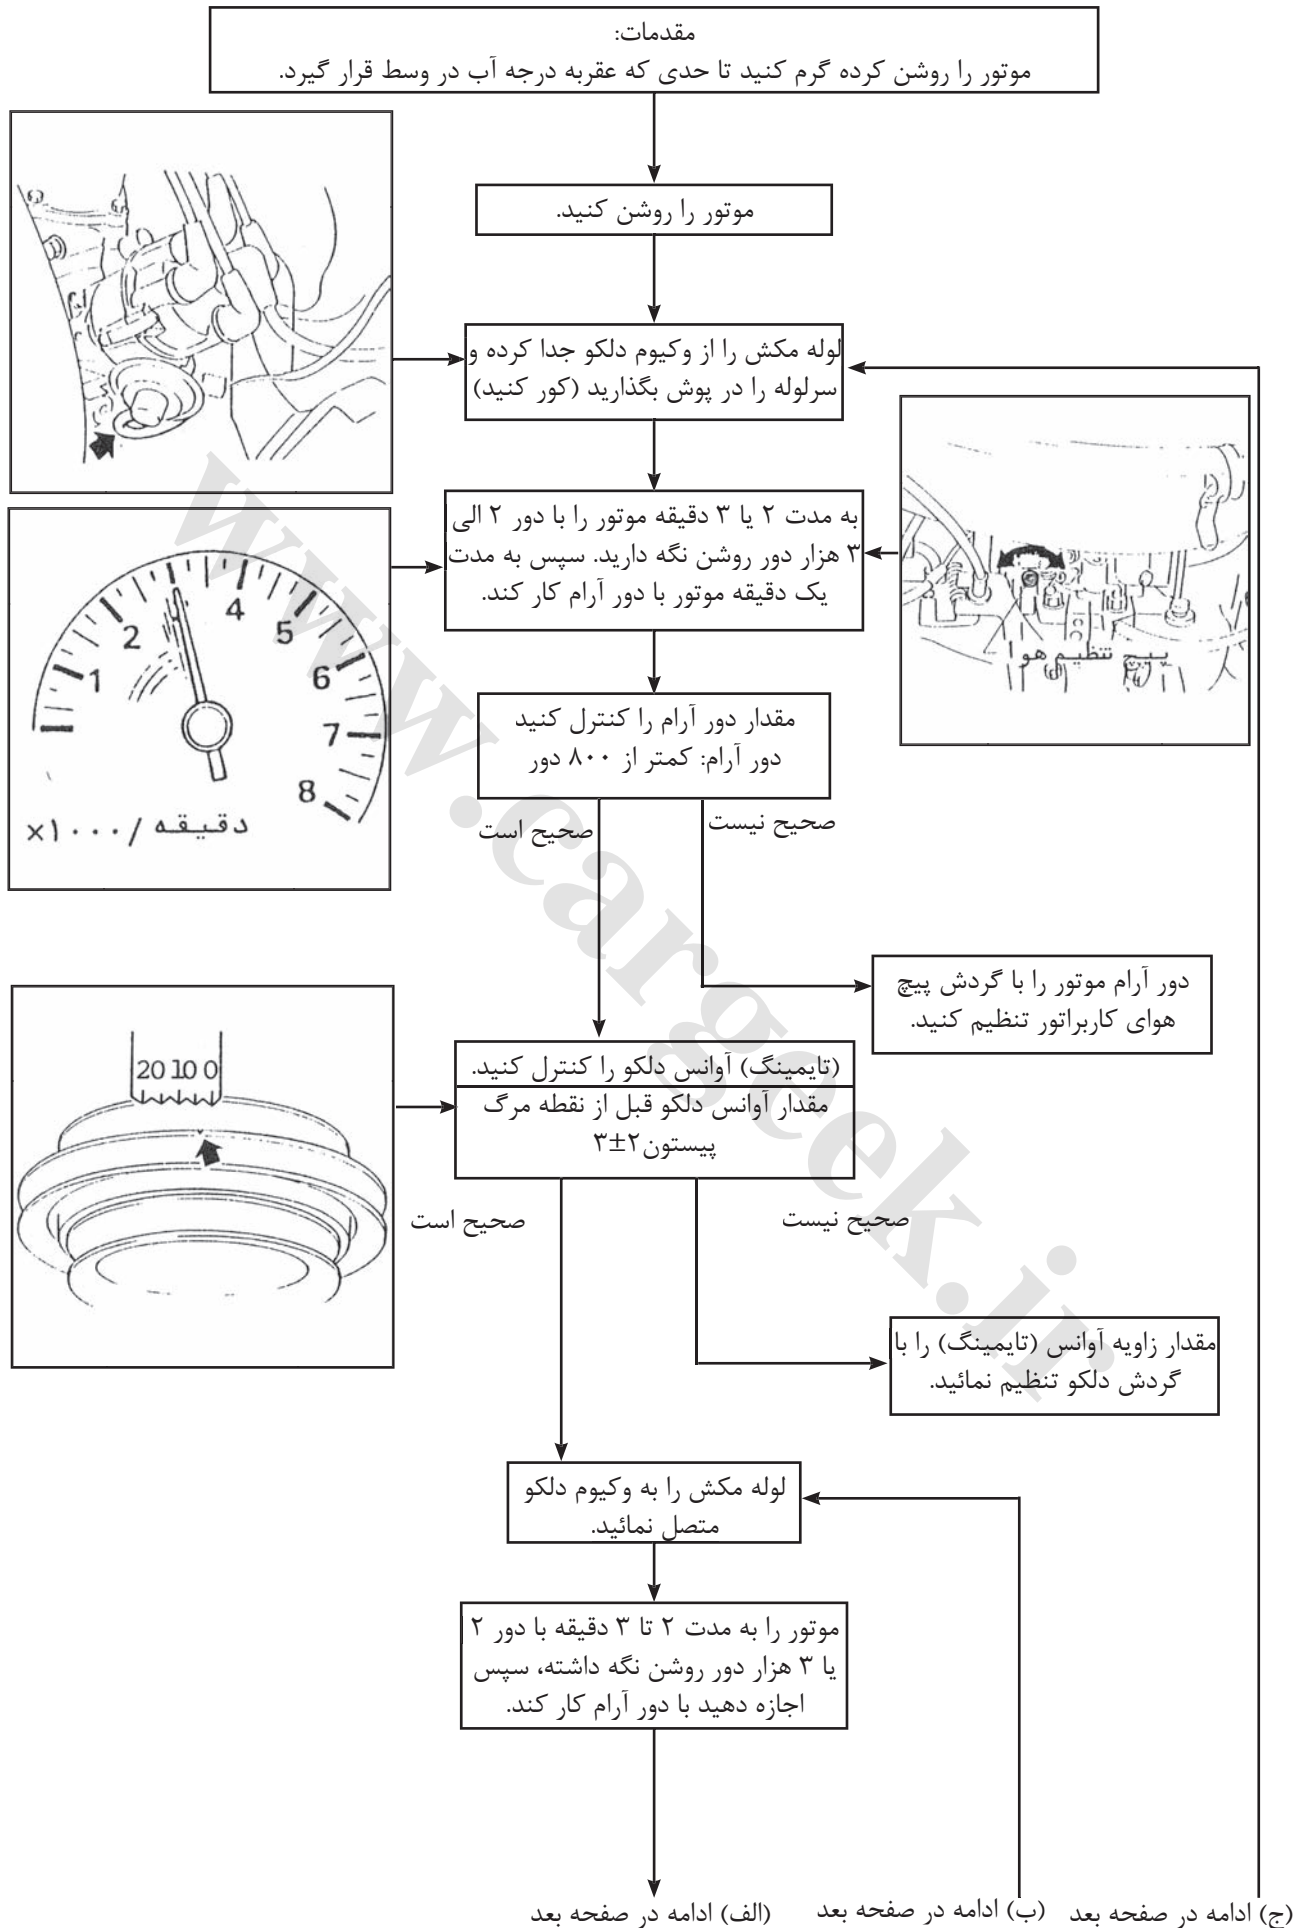 مقدمات:
موتور را روشن کرده گرم کنید تا حدی که عقربه درجه آب در وسط قرار گیرد.
موتور را روشن کنید.
لوله مکش را از وکیوم دلکو جدا کرده و
سرلوله را در پوش بگذارید (کور کنید)
به مدت ۲ یا ۳ دقیقه موتور را با دور ۲ الی
۳ هزار دور روشن نگه دارید. سپس به مدت
یک دقیقه موتور با دور آرام کار کند.
پیچ تنظیم هوا
1
2
4
5
6
7
8
×۱۰۰۰/ دقیقه
مقدار دور آرام را کنترل کنید
دور آرام: کمتر از ۸۰۰ دور
صحیح نیست
صحیح است
دور آرام موتور را با گردش پیچ
هوای کاربراتور تنظیم کنید.
20 10 0
(تایمینگ) آوانس دلکو را کنترل کنید.
مقدار آوانس دلکو قبل از نقطه مرگ
پیستون۲±۳
صحیح نیست
صحیح است
مقدار زاویه آوانس (تایمینگ) را با
گردش دلکو تنظیم نمائید.
لوله مکش را به وکیوم دلکو
متصل نمائید.
موتور را به مدت ۲ تا ۳ دقیقه با دور ۲
یا ۳ هزار دور روشن نگه داشته، سپس
اجازه دهید با دور آرام کار کند.
(ج) ادامه در صفحه بعد
(ب) ادامه در صفحه بعد
(الف) ادامه در صفحه بعد
www.cargeek.ir